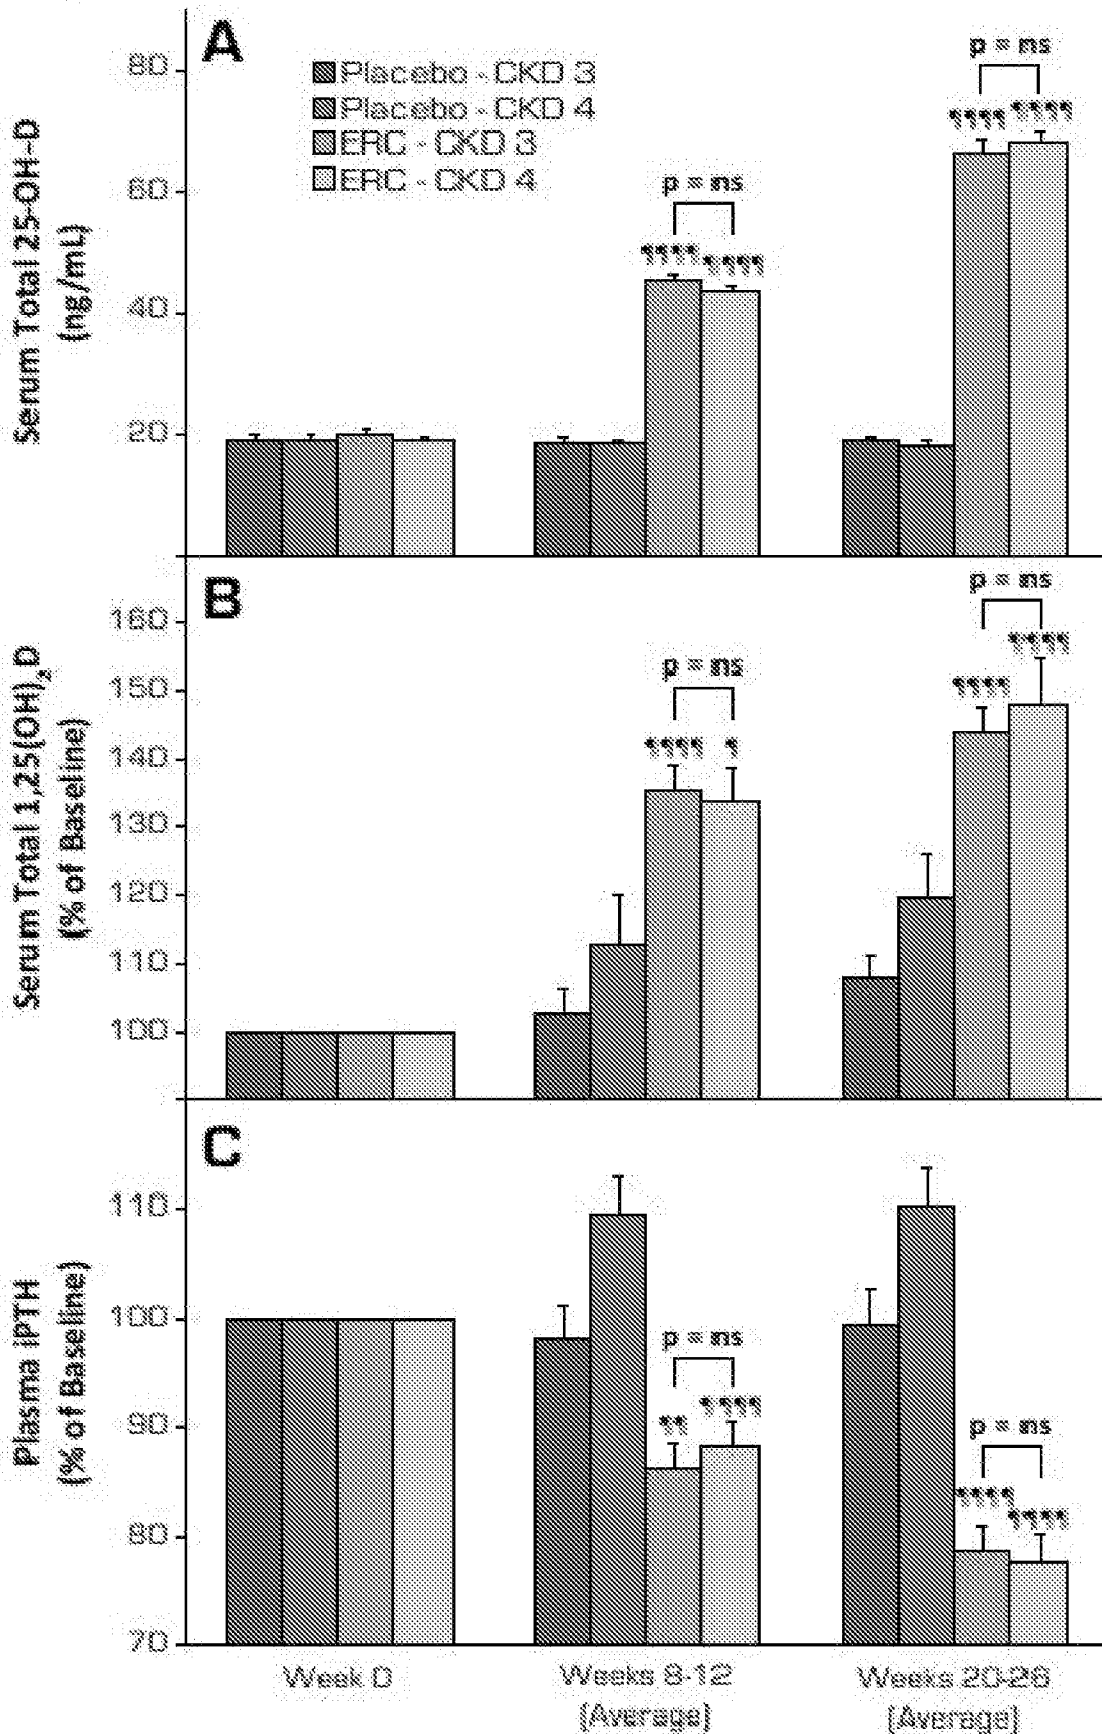 A
Placebo - CKD 3
Placebo - CKD 4
ERC - CKD 3
ERC - CKD 4
Serum Total 25-OH-D
(ng/mL)
80
60
40
20
p = ns
¶¶¶¶
¶¶¶¶
p = ns
¶¶¶¶
¶¶¶¶
B
Serum Total 1,25(OH)₂D
(% of Baseline)
160
150
140
130
120
110
100
p = ns
¶¶¶¶
¶
p = ns
¶¶¶¶
¶¶¶¶
C
Plasma iPTH
(% of Baseline)
110
100
90
80
70
p = ns
¶¶
¶¶¶¶
p = ns
¶¶¶¶
¶¶¶¶
Week 0
Weeks 8-12
(Average)
Weeks 20-26
(Average)